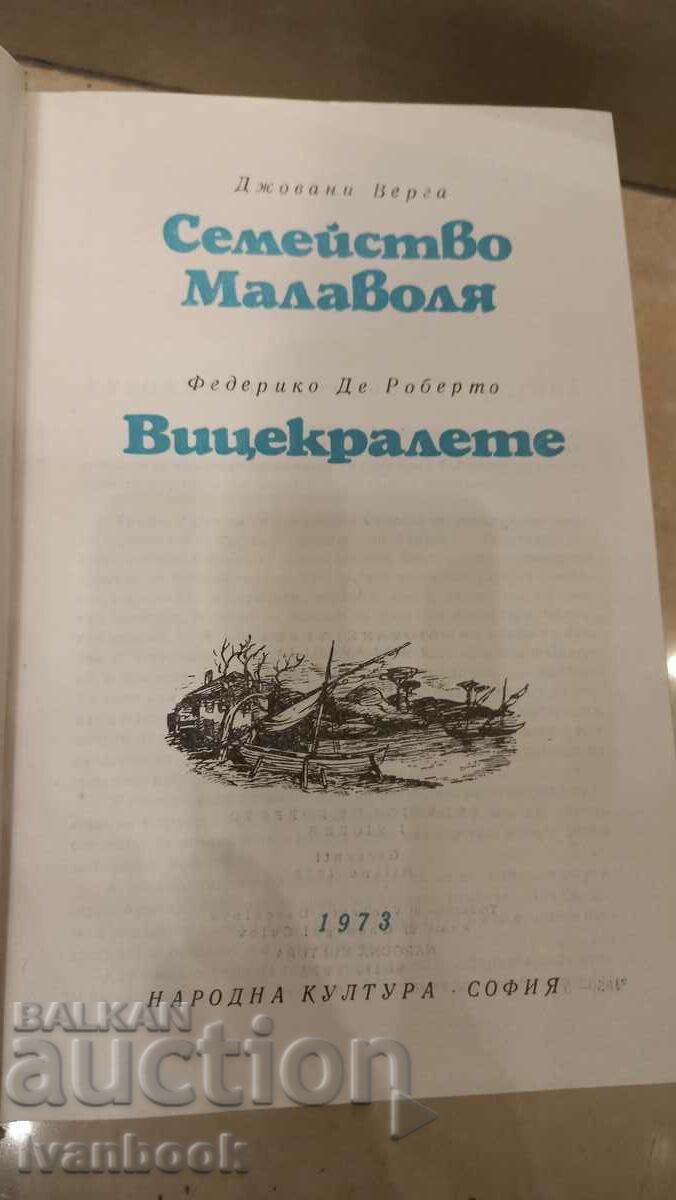 Джовани Верга
Семейство
Малаволя
Федерико Де Роберто
Вицекралете
1973
НАРОДНА КУЛТУРА · СОФИЯ
BALKAN
auction
ivanbook